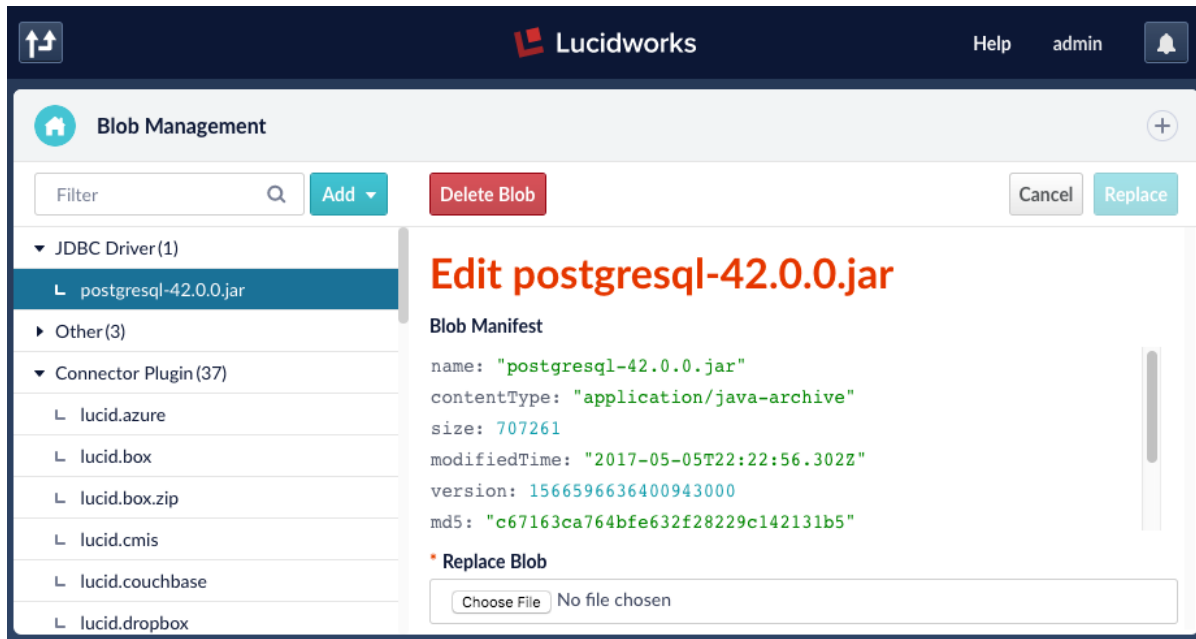 Lucidworks
Help admin
Blob Management
Filter Add
Delete Blob Cancel Replace
JDBC Driver(1)
postgresql-42.0.0.jar
Other(3)
Connector Plugin(37)
lucid.azure
lucid.box
lucid.box.zip
lucid.cmis
lucid.couchbase
lucid.dropbox
Edit postgresql-42.0.0.jar
Blob Manifest
name: "postgresql-42.0.0.jar"
contentType: "application/java-archive"
size: 707261
modifiedTime: "2017-05-05T22:22:56.302Z"
version: 1566596636400943000
md5: "c67163ca764bfe632f28229c142131b5"
* Replace Blob
Choose File No file chosen